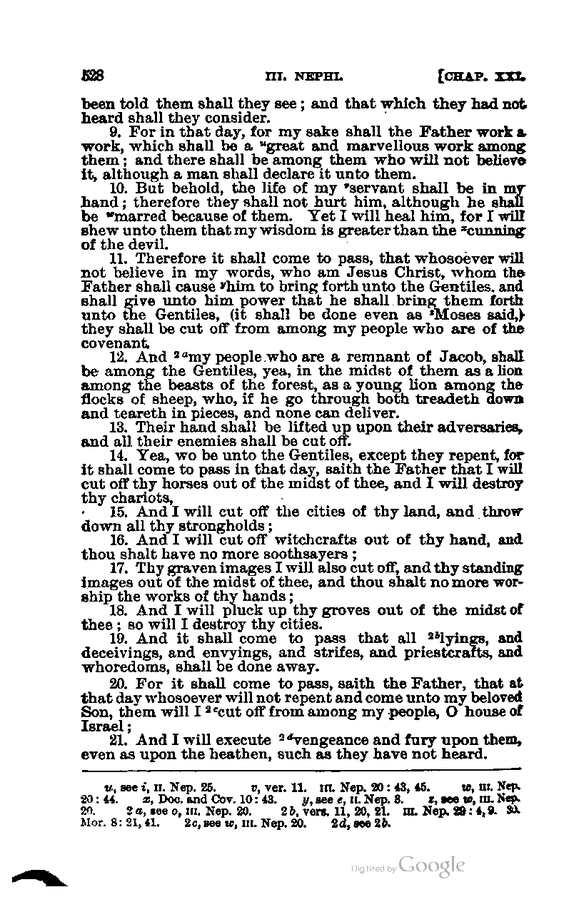 528 III. NEPHI. [CHAP. XXI.
been told them shall they see; and that which they had not
heard shall they consider.
9. For in that day, for my sake shall the Father work a
work, which shall be a ᵘgreat and marvellous work among
them; and there shall be among them who will not believe
it, although a man shall declare it unto them.
10. But behold, the life of my ᵛservant shall be in my
hand; therefore they shall not hurt him, although he shall
be ʷmarred because of them. Yet I will heal him, for I will
shew unto them that my wisdom is greater than the ˣcunning
of the devil.
11. Therefore it shall come to pass, that whosoever will
not believe in my words, who am Jesus Christ, whom the
Father shall cause ʸhim to bring forth unto the Gentiles. and
shall give unto him power that he shall bring them forth
unto the Gentiles, (it shall be done even as ᶻMoses said,)
they shall be cut off from among my people who are of the
covenant.
12. And ²ᵃmy people who are a remnant of Jacob, shall
be among the Gentiles, yea, in the midst of them as a lion
among the beasts of the forest, as a young lion among the
flocks of sheep, who, if he go through both treadeth down
and teareth in pieces, and none can deliver.
13. Their hand shall be lifted up upon their adversaries,
and all their enemies shall be cut off.
14. Yea, wo be unto the Gentiles, except they repent, for
it shall come to pass in that day, saith the Father that I will
cut off thy horses out of the midst of thee, and I will destroy
thy chariots,
15. And I will cut off the cities of thy land, and throw
down all thy strongholds;
16. And I will cut off witchcrafts out of thy hand, and
thou shalt have no more soothsayers;
17. Thy graven images I will also cut off, and thy standing
images out of the midst of thee, and thou shalt no more wor-
ship the works of thy hands;
18. And I will pluck up thy groves out of the midst of
thee; so will I destroy thy cities.
19. And it shall come to pass that all ²ᵇlyings, and
deceivings, and envyings, and strifes, and priestcrafts, and
whoredoms, shall be done away.
20. For it shall come to pass, saith the Father, that at
that day whosoever will not repent and come unto my beloved
Son, them will I ²ᶜcut off from among my people, O house of
Israel;
21. And I will execute ²ᵈvengeance and fury upon them,
even as upon the heathen, such as they have not heard.
u, see i, II. Nep. 25. v, ver. 11. III. Nep. 20: 43, 45. w, III. Nep.
20: 44. x, Doc. and Cov. 10: 43. y, see e, II. Nep. 8. z, see w, III. Nep.
20. 2a, see o, III. Nep. 20. 2b, vers. 11, 20, 21. III. Nep. 29: 4, 9.
Mor. 8: 21, 41. 2c, see w, III. Nep. 20. 2d, see 2b.
Digitized by Google